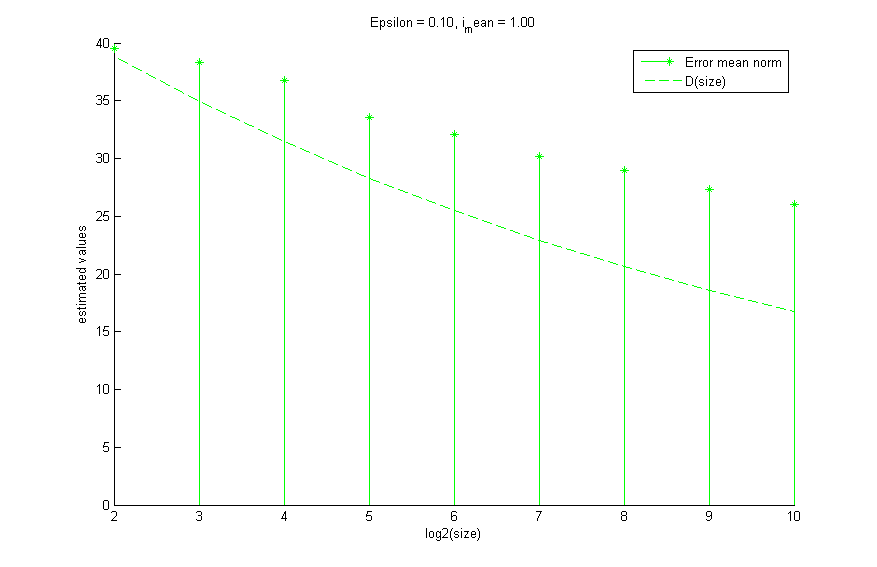 Epsilon = 0.10, i_mean = 1.00
Error mean norm
D(size)
estimated values
40
35
30
25
20
15
10
5
0
2 3 4 5 6 7 8 9 10
log2(size)